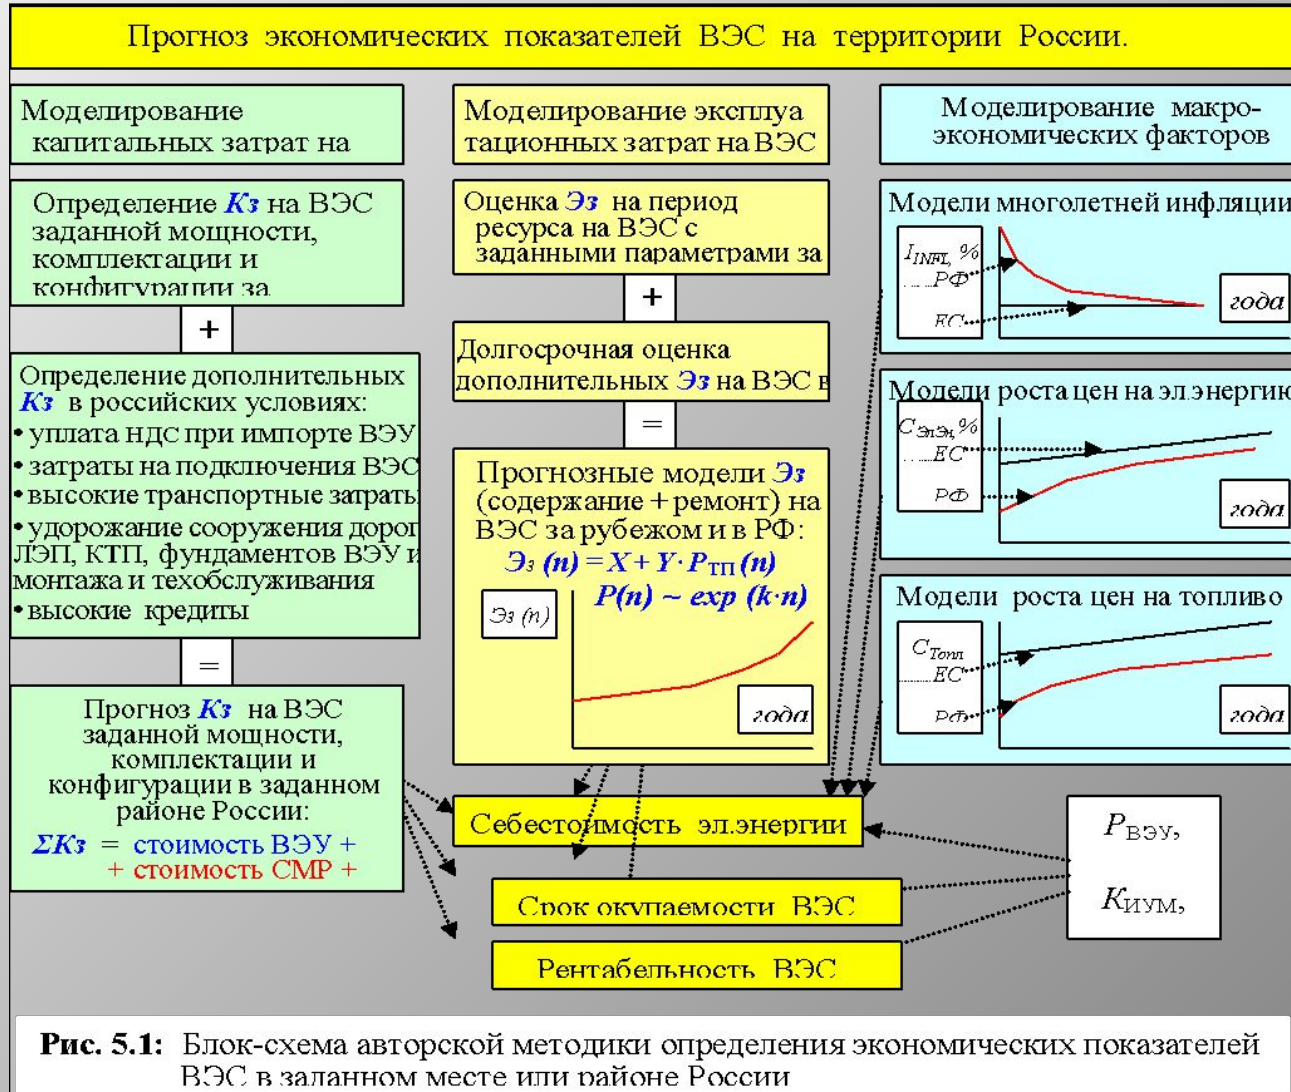 Прогноз экономических показателей ВЭС на территории России.
Моделирование
капитальных затрат на
Определение Кз на ВЭС
заданной мощности,
комплектации и
конфигурации за
+
Определение дополнительных
Кз в российских условиях:
• уплата НДС при импорте ВЭУ
• затраты на подключения ВЭС
• высокие транспортные затраты
• удорожание сооружения дорог
ЛЭП, КТП, фундаментов ВЭУ и
монтажа и техобслуживания
• высокие кредиты
=
Прогноз Кз на ВЭС
заданной мощности,
комплектации и
конфигурации в заданном
районе России:
ΣКз = стоимость ВЭУ +
+ стоимость СМР +
Моделирование эксплуа
тационных затрат на ВЭС
Оценка Эз на период
ресурса на ВЭС с
заданными параметрами за
+
Долгосрочная оценка
дополнительных Эз на ВЭС в
=
Прогнозные модели Эз
(содержание + ремонт) на
ВЭС за рубежом и в РФ:
Эз (n) = X + Y· PТП (n)
P(n) ~ exp (k·n)
Эз (n)
года
Моделирование макро-
экономических факторов
Модели многолетней инфляции
I INFL, %
РФ
ЕС
года
Модели роста цен на эл.энергию
С Эл.Эн, %
ЕС
РФ
года
Модели роста цен на топливо
С Топл
ЕС
РФ
года
Себестоимость эл.энергии
Срок окупаемости ВЭС
Рентабельность ВЭС
PВЭУ,
KИУМ,
Рис. 5.1: Блок-схема авторской методики определения экономических показателей
ВЭС в заданном месте или районе России